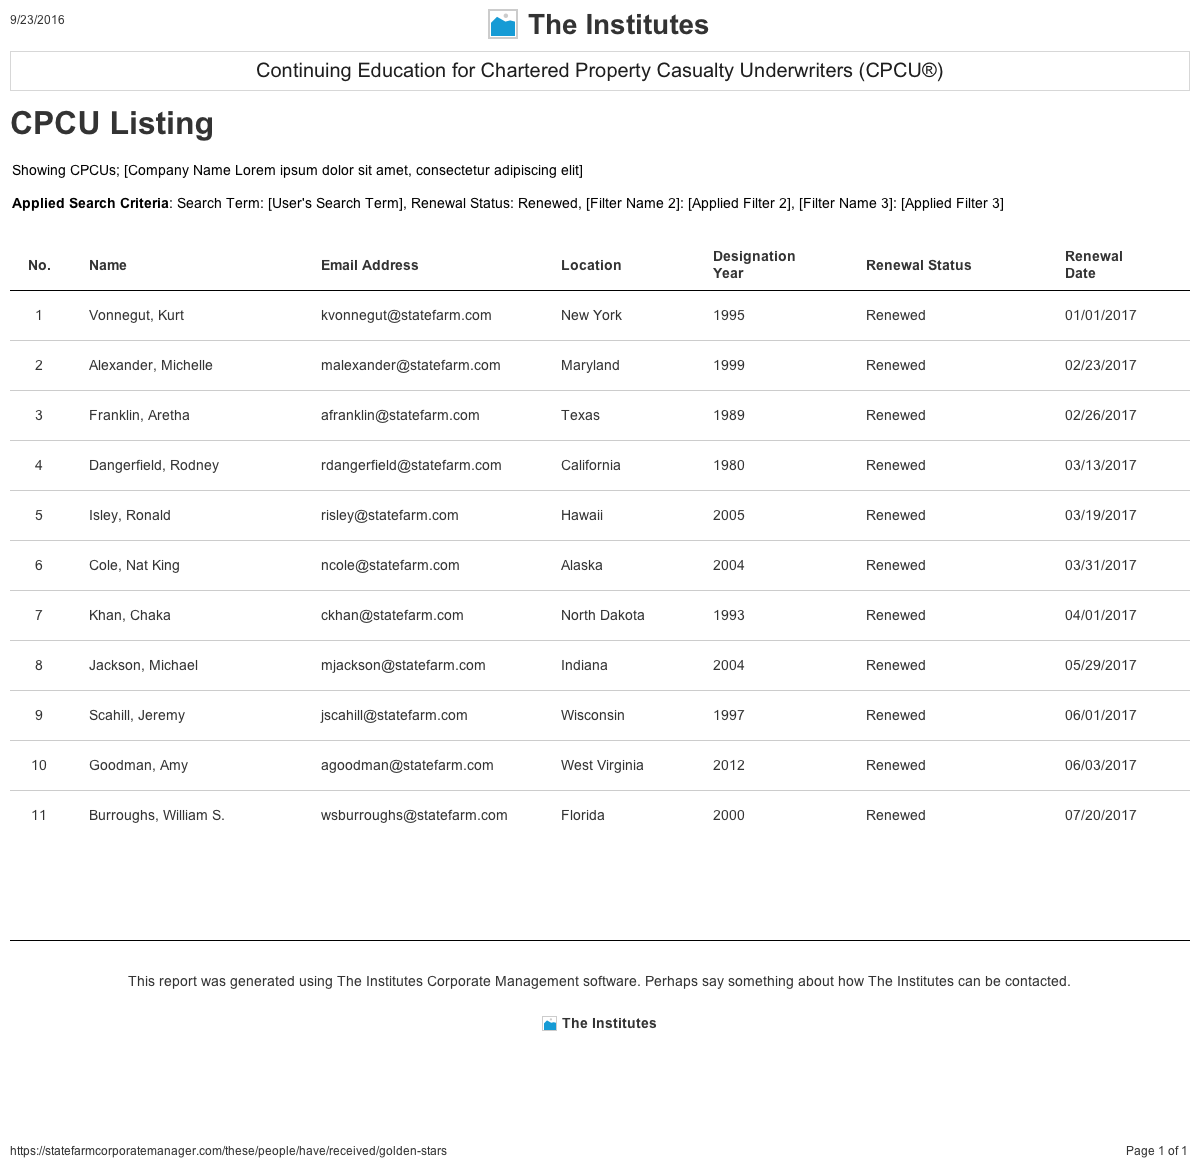 9/23/2016
The Institutes
Continuing Education for Chartered Property Casualty Underwriters (CPCU®)
CPCU Listing
Showing CPCUs; [Company Name Lorem ipsum dolor sit amet, consectetur adipiscing elit]
Applied Search Criteria: Search Term: [User's Search Term], Renewal Status: Renewed, [Filter Name 2]: [Applied Filter 2], [Filter Name 3]: [Applied Filter 3]
No. Name Email Address Location Designation Year Renewal Status Renewal Date
1 Vonnegut, Kurt kvonnegut@statefarm.com New York 1995 Renewed 01/01/2017
2 Alexander, Michelle malexander@statefarm.com Maryland 1999 Renewed 02/23/2017
3 Franklin, Aretha afranklin@statefarm.com Texas 1989 Renewed 02/26/2017
4 Dangerfield, Rodney rdangerfield@statefarm.com California 1980 Renewed 03/13/2017
5 Isley, Ronald risley@statefarm.com Hawaii 2005 Renewed 03/19/2017
6 Cole, Nat King ncole@statefarm.com Alaska 2004 Renewed 03/31/2017
7 Khan, Chaka ckhan@statefarm.com North Dakota 1993 Renewed 04/01/2017
8 Jackson, Michael mjackson@statefarm.com Indiana 2004 Renewed 05/29/2017
9 Scahill, Jeremy jscahill@statefarm.com Wisconsin 1997 Renewed 06/01/2017
10 Goodman, Amy agoodman@statefarm.com West Virginia 2012 Renewed 06/03/2017
11 Burroughs, William S. wsburroughs@statefarm.com Florida 2000 Renewed 07/20/2017
This report was generated using The Institutes Corporate Management software. Perhaps say something about how The Institutes can be contacted.
The Institutes
https://statefarmcorporatemanager.com/these/people/have/received/golden-stars
Page 1 of 1